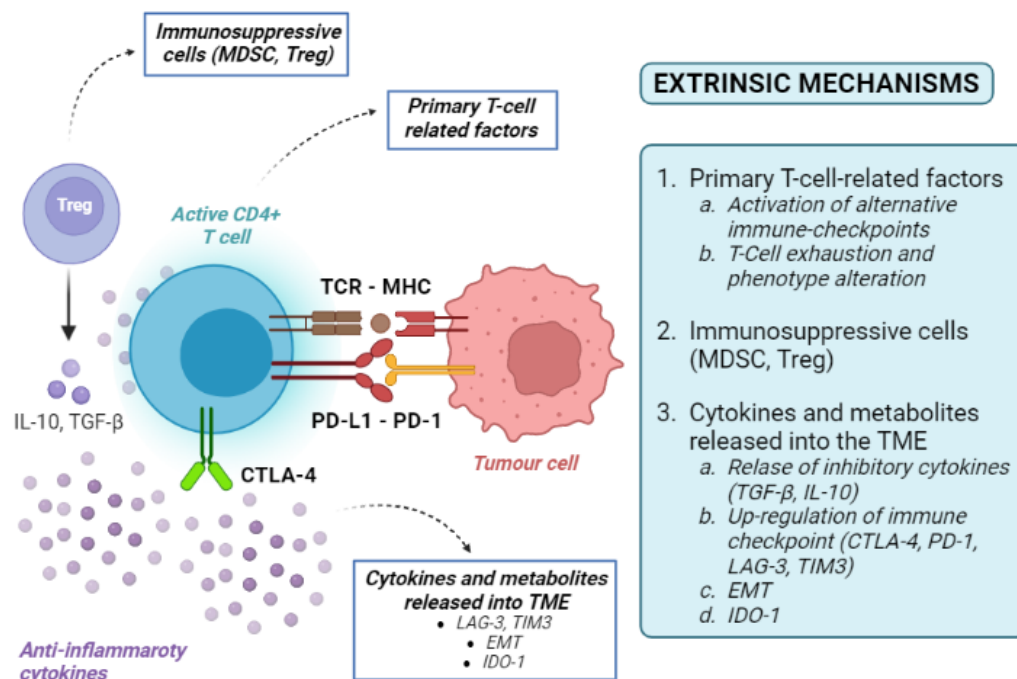 Immunosuppressive
cells (MDSC, Treg)
Primary T-cell
related factors
Treg
Active CD4+
T cell
TCR - MHC
IL-10, TGF-β
PD-L1 - PD-1
CTLA-4
Tumour cell
Cytokines and metabolites
released into TME
• LAG-3, TIM3
• EMT
• IDO-1
Anti-inflammaroty
cytokines
EXTRINSIC MECHANISMS
1. Primary T-cell-related factors
a. Activation of alternative
immune-checkpoints
b. T-Cell exhaustion and
phenotype alteration
2. Immunosuppressive cells
(MDSC, Treg)
3. Cytokines and metabolites
released into the TME
a. Relase of inhibitory cytokines
(TGF-β, IL-10)
b. Up-regulation of immune
checkpoint (CTLA-4, PD-1,
LAG-3, TIM3)
c. EMT
d. IDO-1